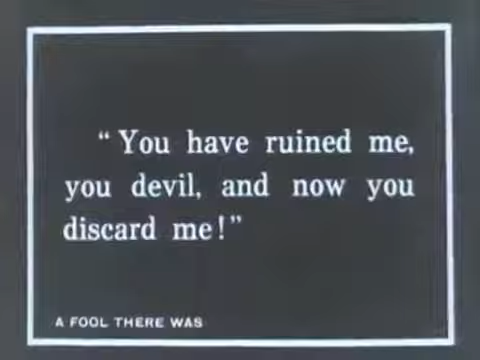 “ You have ruined me,
you devil, and now you
discard me!”
A FOOL THERE WAS